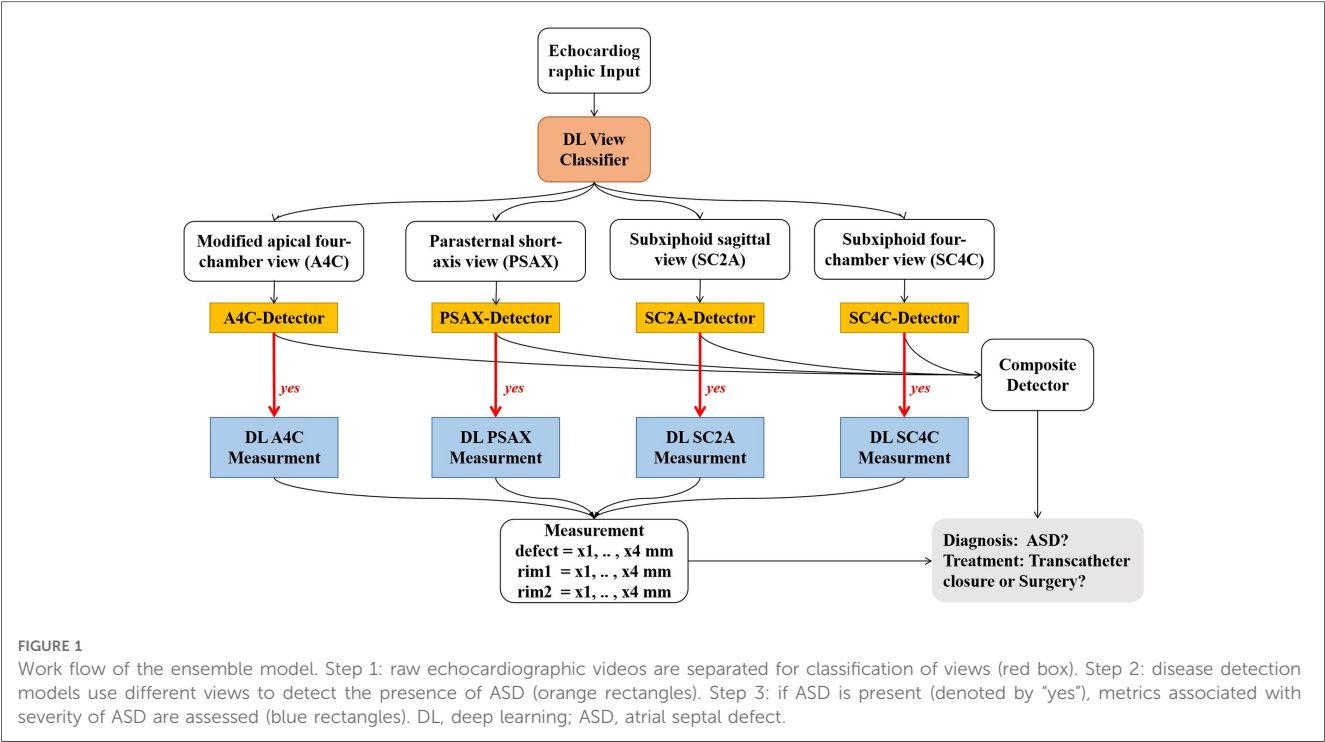 Echocardiog
raphic Input
DL View
Classifier
Modified apical four-
chamber view (A4C)
Parasternal short-
axis view (PSAX)
Subxiphoid sagittal
view (SC2A)
Subxiphoid four-
chamber view (SC4C)
A4C-Detector
PSAX-Detector
SC2A-Detector
SC4C-Detector
Composite
Detector
yes
yes
yes
yes
DL A4C
Measurment
DL PSAX
Measurment
DL SC2A
Measurment
DL SC4C
Measurment
Measurement
defect = x1, .. , x4 mm
rim1 = x1, .. , x4 mm
rim2 = x1, .. , x4 mm
Diagnosis: ASD?
Treatment: Transcatheter
closure or Surgery?
FIGURE 1
Work flow of the ensemble model. Step 1: raw echocardiographic videos are separated for classification of views (red box). Step 2: disease detection
models use different views to detect the presence of ASD (orange rectangles). Step 3: if ASD is present (denoted by “yes”), metrics associated with
severity of ASD are assessed (blue rectangles). DL, deep learning; ASD, atrial septal defect.